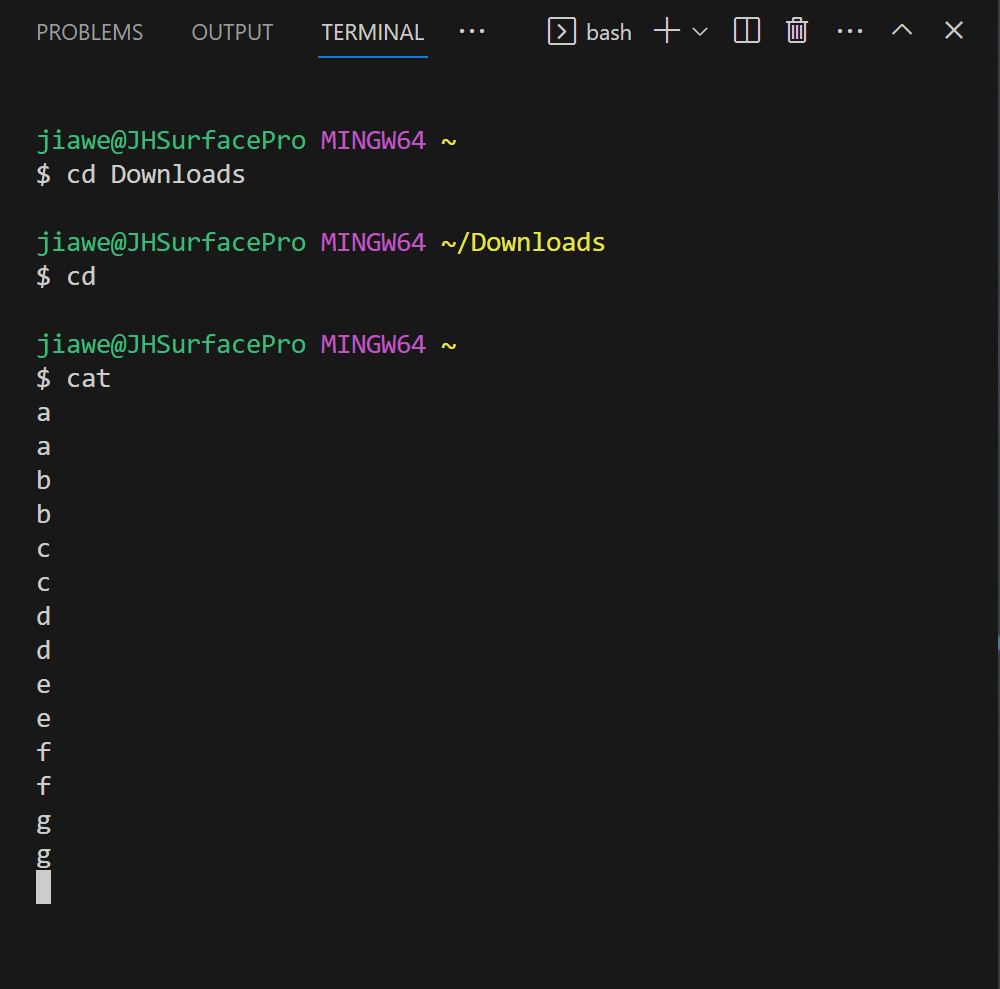 PROBLEMS OUTPUT TERMINAL ··· bash
jiawe@JHSurfacePro MINGW64 ~
$ cd Downloads
jiawe@JHSurfacePro MINGW64 ~/Downloads
$ cd
jiawe@JHSurfacePro MINGW64 ~
$ cat
a
a
b
b
c
c
d
d
e
e
f
f
g
g